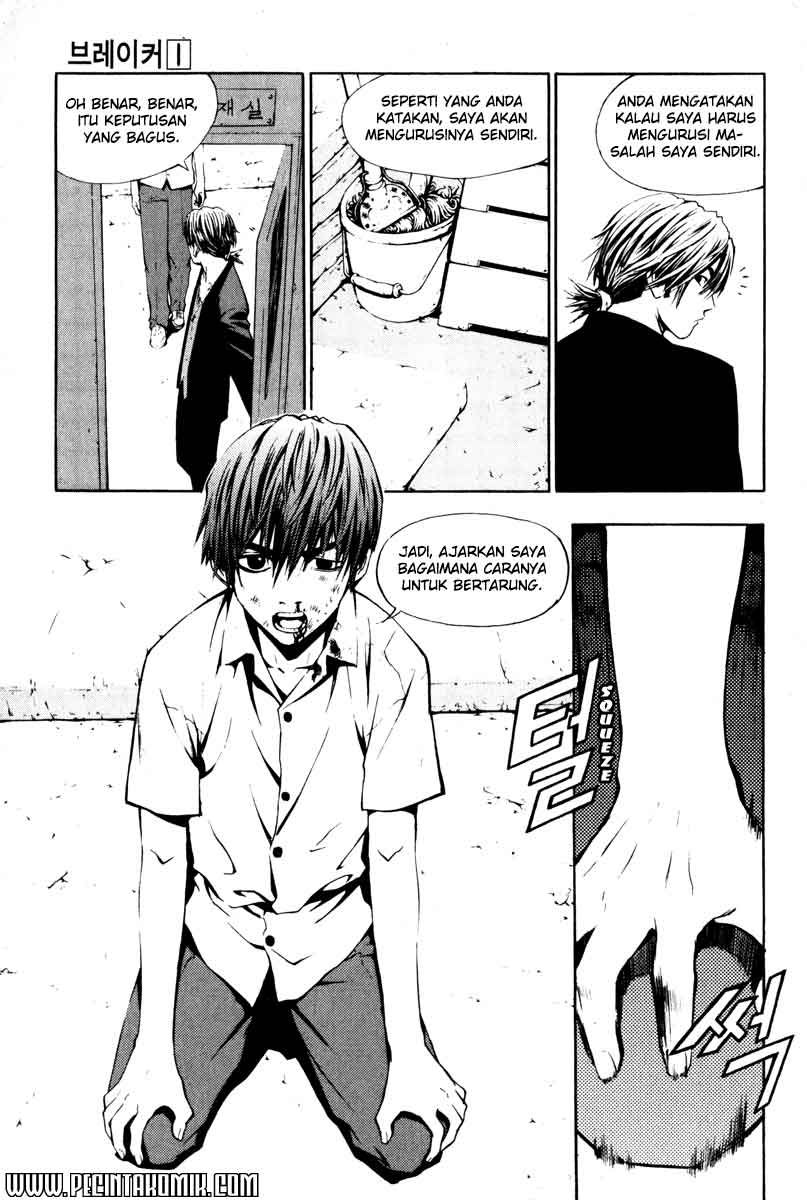 브레이커 1
OH BENAR, BENAR,
ITU KEPUTUSAN
YANG BAGUS.
재실
SEPERTI YANG ANDA
KATAKAN, SAYA AKAN
MENGURUSINYA SENDIRI.
ANDA MENGATAKAN
KALAU SAYA HARUS
MENGURUSI MA-
SALAH SAYA SENDIRI.
JADI, AJARKAN SAYA
BAGAIMANA CARANYA
UNTUK BERTARUNG.
털
SQUEEZE
썩
WWW.PECINTAKOMIK.COM